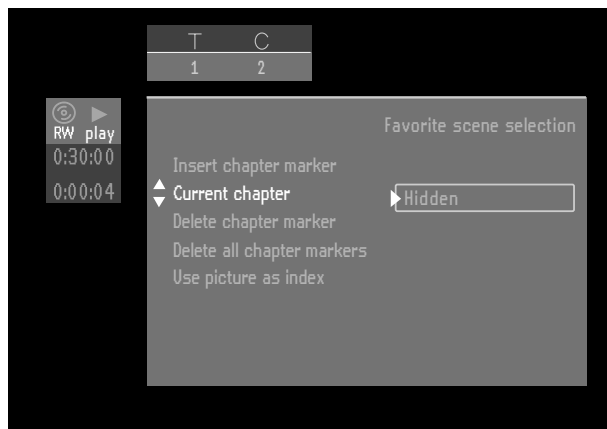 T C
1 2
RW play
0:30:00
0:00:04
Favorite scene selection
Insert chapter marker
Current chapter Hidden
Delete chapter marker
Delete all chapter markers
Use picture as index